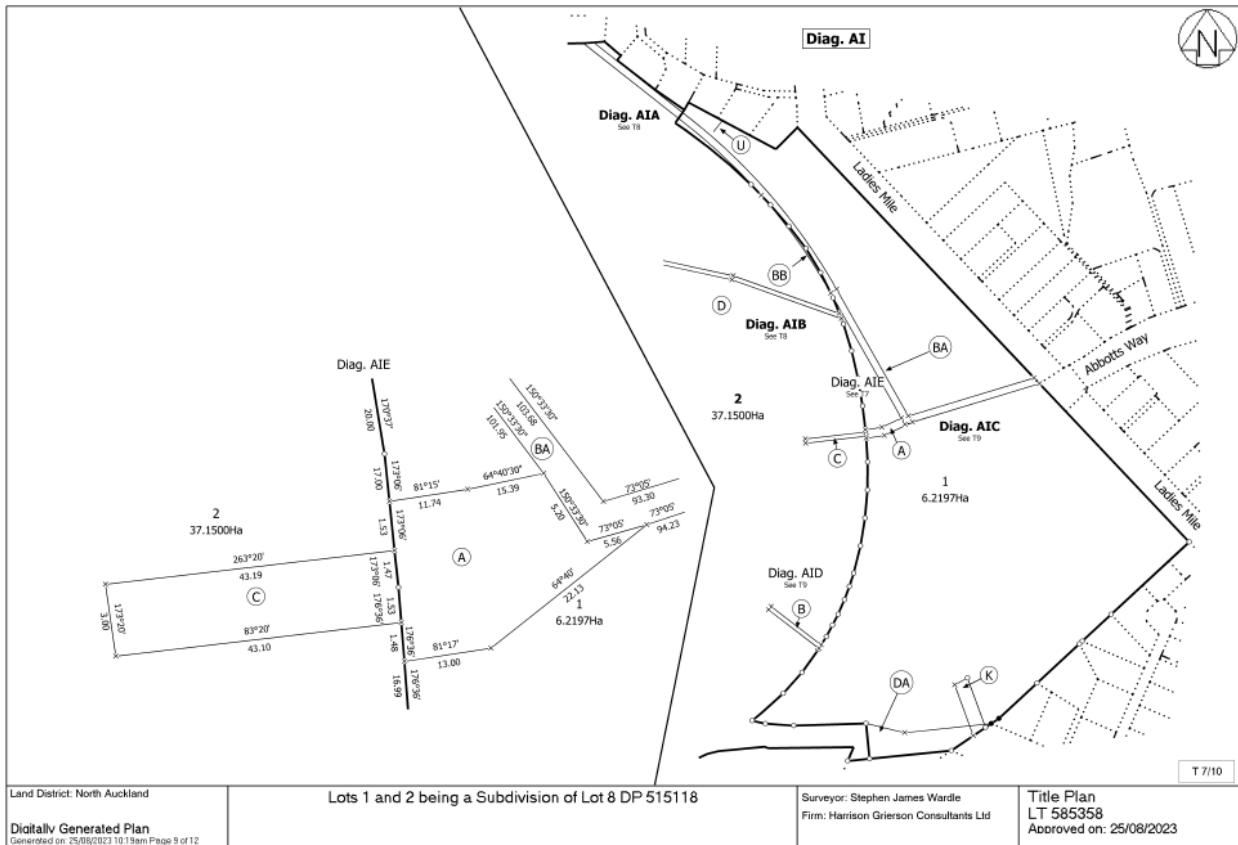 Diag. AI
N
Diag. AIA
See T8
U
Ladies Mile
BB
D
Diag. AIB
See T8
BA
Abbotts Way
Diag. AIE
See T7
2
37.1500Ha
Diag. AIC
See T9
C
A
1
6.2197Ha
Ladies Mile
Diag. AID
See T9
B
DA
K
Diag. AIE
170°37'
20.00
150°33'30"
103.68
150°33'30"
101.95
BA
173°06'
17.00
81°15'
11.74
64°40'30"
15.39
73°05'
93.30
150°33'30"
5.20
73°05'
5.56
73°05'
94.23
2
37.1500Ha
173°06'
1.53
A
263°20'
43.19
173°06'
1.47
64°40'
22.13
C
173°20'
3.00
176°36'
1.53
1
6.2197Ha
83°20'
43.10
176°36'
1.48
81°17'
13.00
176°36'
16.99
T 7/10
Land District: North Auckland
Digitally Generated Plan
Generated on: 25/08/2023 10:19am Page 9 of 12
Lots 1 and 2 being a Subdivision of Lot 8 DP 515118
Surveyor: Stephen James Wardle
Firm: Harrison Grierson Consultants Ltd
Title Plan
LT 585358
Approved on: 25/08/2023